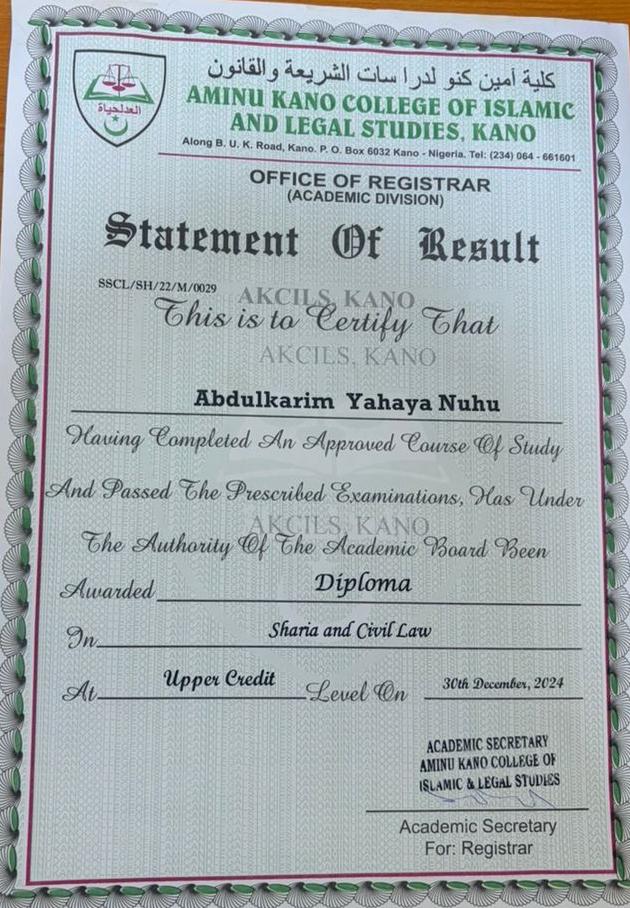 كلية أمين كنو لدراسات الشريعة والقانون
العدلحياة
AMINU KANO COLLEGE OF ISLAMIC
AND LEGAL STUDIES, KANO
Along B. U. K. Road, Kano. P. O. Box 6032 Kano - Nigeria. Tel: (234) 064 - 661601
OFFICE OF REGISTRAR
(ACADEMIC DIVISION)
Statement Of Result
SSCL/SH/22/M/0029
AKCILS, KANO
This is to Certify That
AKCILS, KANO
Abdulkarim Yahaya Nuhu
Having Completed An Approved Course Of Study
And Passed The Prescribed Examinations, Has Under
AKCILS, KANO
The Authority Of The Academic Board Been
Awarded Diploma
In Sharia and Civil Law
At Upper Credit Level On 30th December, 2024
ACADEMIC SECRETARY
AMINU KANO COLLEGE OF
ISLAMIC & LEGAL STUDIES
Academic Secretary
For: Registrar